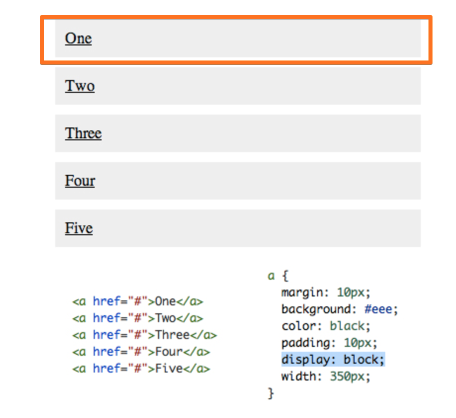 One
Two
Three
Four
Five
<a href="#">One</a>
<a href="#">Two</a>
<a href="#">Three</a>
<a href="#">Four</a>
<a href="#">Five</a>
a {
margin: 10px;
background: #eee;
color: black;
padding: 10px;
display: block;
width: 350px;
}